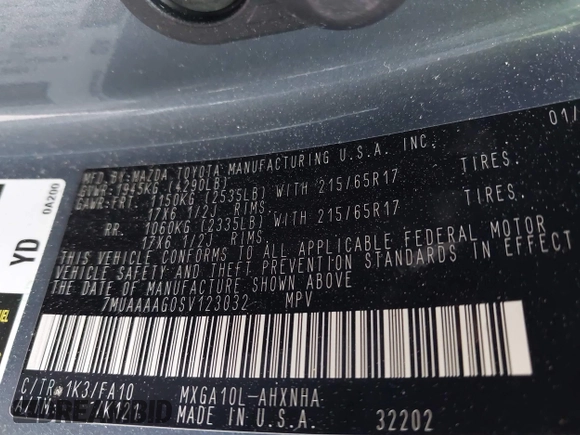 MFD BY: MAZDA TOYOTA MANUFACTURING U.S.A. INC. 01/
GVWR: 1945KG (4290LB)
GAWR:FRT. 1150KG (2535LB) WITH 215/65R17 TIRES.
17X6 1/2J RIMS.
RR. 1060KG (2335LB) WITH 215/65R17 TIRES.
17X6 1/2J RIMS.
THIS VEHICLE CONFORMS TO ALL APPLICABLE FEDERAL MOTOR
VEHICLE SAFETY AND THEFT PREVENTION STANDARDS IN EFFECT
THE DATE OF MANUFACTURE SHOWN ABOVE.
7MUAAAAG0SV123032 MPV
C/TR: 1K3/FA10 MXGA10L-AHXNHA
/K121 MADE IN U.S.A. 32202
YD
0A200